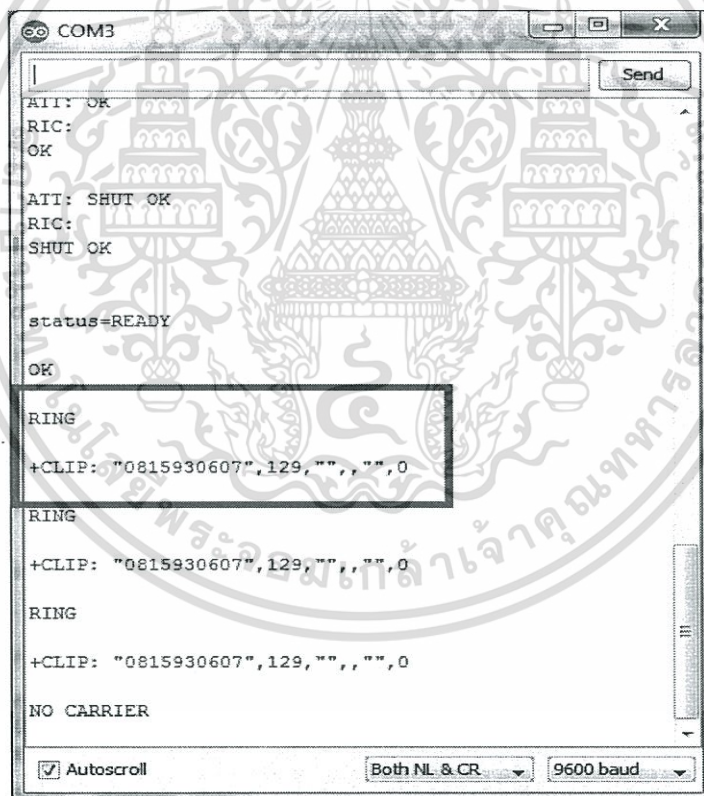 COM3
Send
ATT: OK
RIC:
OK
ATT: SHUT OK
RIC:
SHUT OK
status=READY
OK
RING
+CLIP: "0815930607",129,"",,"",0
RING
+CLIP: "0815930607",129,"",,"",0
RING
+CLIP: "0815930607",129,"",,"",0
NO CARRIER
Autoscroll
Both NL & CR
9600 baud